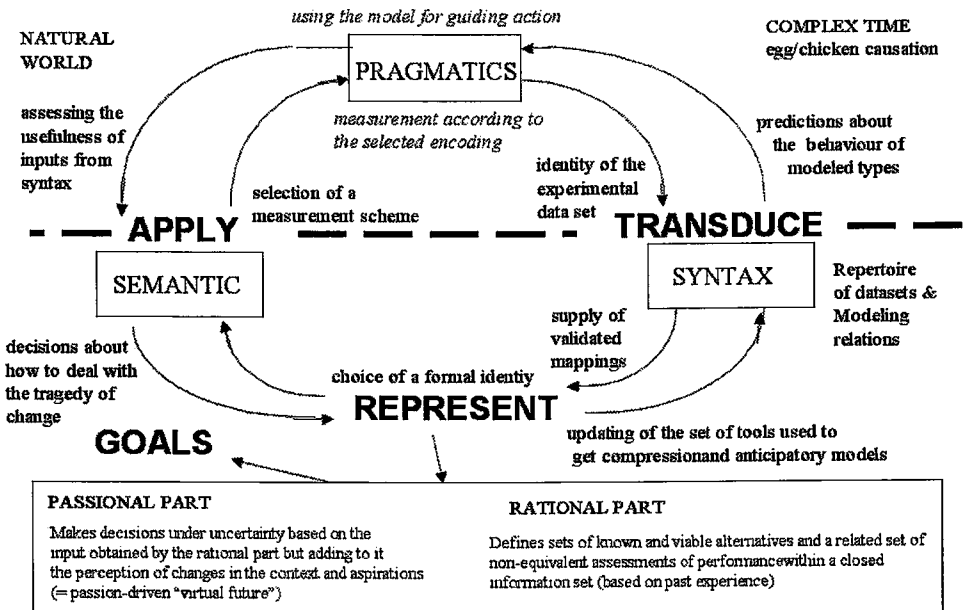 using the model for guiding action
NATURAL
WORLD
COMPLEX TIME
egg/chicken causation
PRAGMATICS
assessing the
usefulness of
inputs from
syntax
measurement according to
the selected encoding
predictions about
the behaviour of
modeled types
identity of the
experimental
data set
selection of a
measurement scheme
APPLY
TRANSDUCE
SEMANTIC
SYNTAX
Repertoire
of datasets &
Modeling
relations
supply of
validated
mappings
decisions about
how to deal with
the tragedy of
change
choice of a formal identiy
REPRESENT
GOALS
updating of the set of tools used to
get compressionand anticipatory models
PASSIONAL PART
Makes decisions under uncertainty based on the
input obtained by the rational part but adding to it
the perception of changes in the context and aspirations
(= passion-driven "virtual future")
RATIONAL PART
Defines sets of known and viable alternatives and a related set of
non-equivalent assessments of performancewithin a closed
information set (based on past experience)